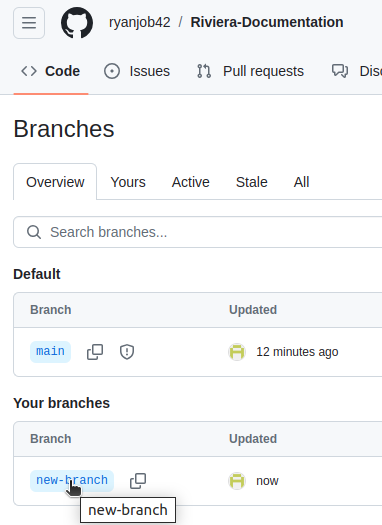 ryanjob42 / Riviera-Documentation
Code Issues Pull requests
Branches
Overview Yours Active Stale All
Search branches...
Default
Branch Updated
main 12 minutes ago
Your branches
Branch Updated
new-branch now
new-branch